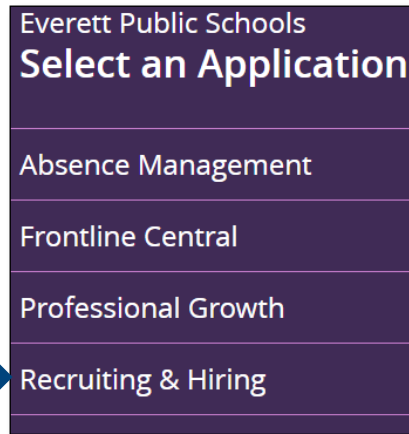 Everett Public Schools
Select an Application
Absence Management
Frontline Central
Professional Growth
Recruiting & Hiring